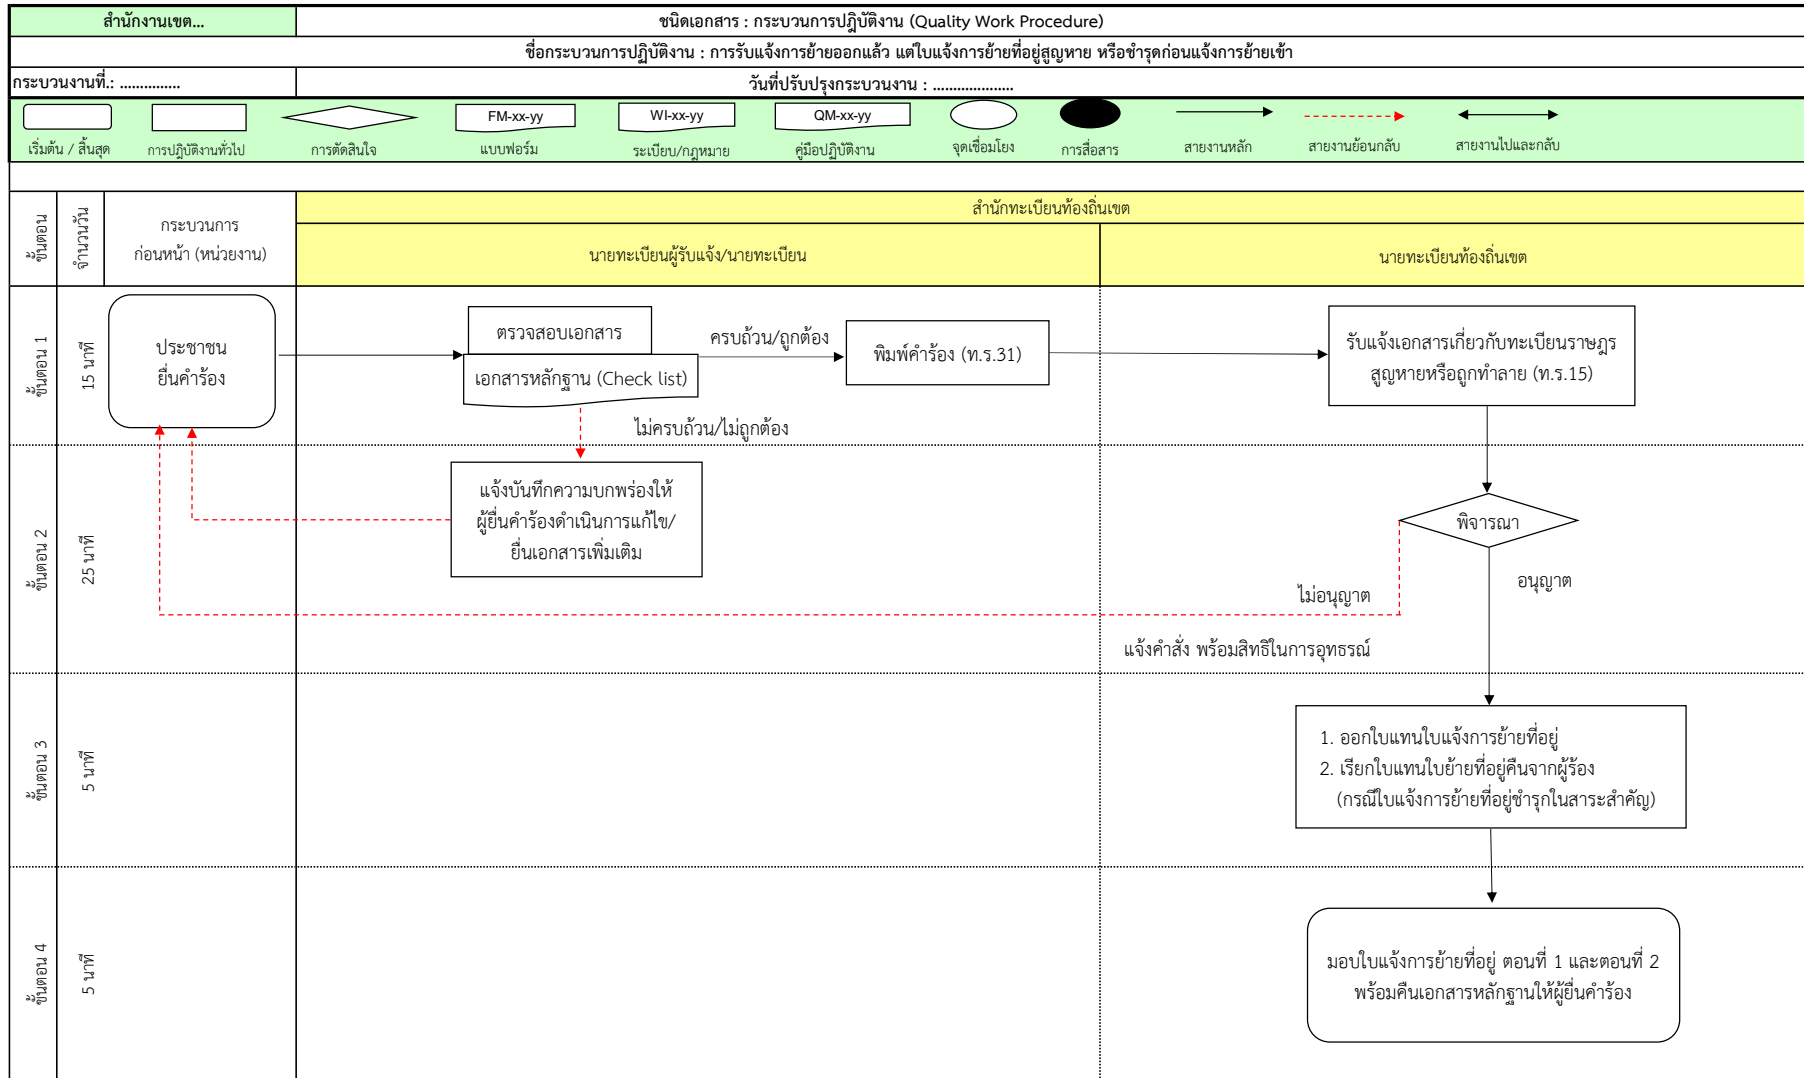 สำนักงานเขต...
ชนิดเอกสาร : กระบวนการปฏิบัติงาน (Quality Work Procedure)
ชื่อกระบวนการปฏิบัติงาน : การรับแจ้งการย้ายออกแล้ว แต่ใบแจ้งการย้ายที่อยู่สูญหาย หรือชำรุดก่อนแจ้งการย้ายเข้า
กระบวนงานที่.: ...............
วันที่ปรับปรุงกระบวนงาน : ....................
FM-xx-yy
WI-xx-yy
QM-xx-yy
เริ่มต้น / สิ้นสุด
การปฏิบัติงานทั่วไป
การตัดสินใจ
แบบฟอร์ม
ระเบียบ/กฎหมาย
คู่มือปฏิบัติงาน
จุดเชื่อมโยง
การสื่อสาร
สายงานหลัก
สายงานย้อนกลับ
สายงานไปและกลับ
ขั้นตอน
จำนวนวัน
กระบวนการ
ก่อนหน้า (หน่วยงาน)
สำนักทะเบียนท้องถิ่นเขต
นายทะเบียนผู้รับแจ้ง/นายทะเบียน
นายทะเบียนท้องถิ่นเขต
ขั้นตอน 1
15 นาที
ประชาชน
ยื่นคำร้อง
ตรวจสอบเอกสาร
เอกสารหลักฐาน (Check list)
ครบถ้วน/ถูกต้อง
พิมพ์คำร้อง (ท.ร.31)
รับแจ้งเอกสารเกี่ยวกับทะเบียนราษฎร
สูญหายหรือถูกทำลาย (ท.ร.15)
ไม่ครบถ้วน/ไม่ถูกต้อง
ขั้นตอน 2
25 นาที
แจ้งบันทึกความบกพร่องให้
ผู้ยื่นคำร้องดำเนินการแก้ไข/
ยื่นเอกสารเพิ่มเติม
พิจารณา
อนุญาต
ไม่อนุญาต
แจ้งคำสั่ง พร้อมสิทธิในการอุทธรณ์
ขั้นตอน 3
5 นาที
1. ออกใบแทนใบแจ้งการย้ายที่อยู่
2. เรียกใบแทนใบย้ายที่อยู่คืนจากผู้ร้อง
(กรณีใบแจ้งการย้ายที่อยู่ชำรุกในสาระสำคัญ)
ขั้นตอน 4
5 นาที
มอบใบแจ้งการย้ายที่อยู่ ตอนที่ 1 และตอนที่ 2
พร้อมคืนเอกสารหลักฐานให้ผู้ยื่นคำร้อง